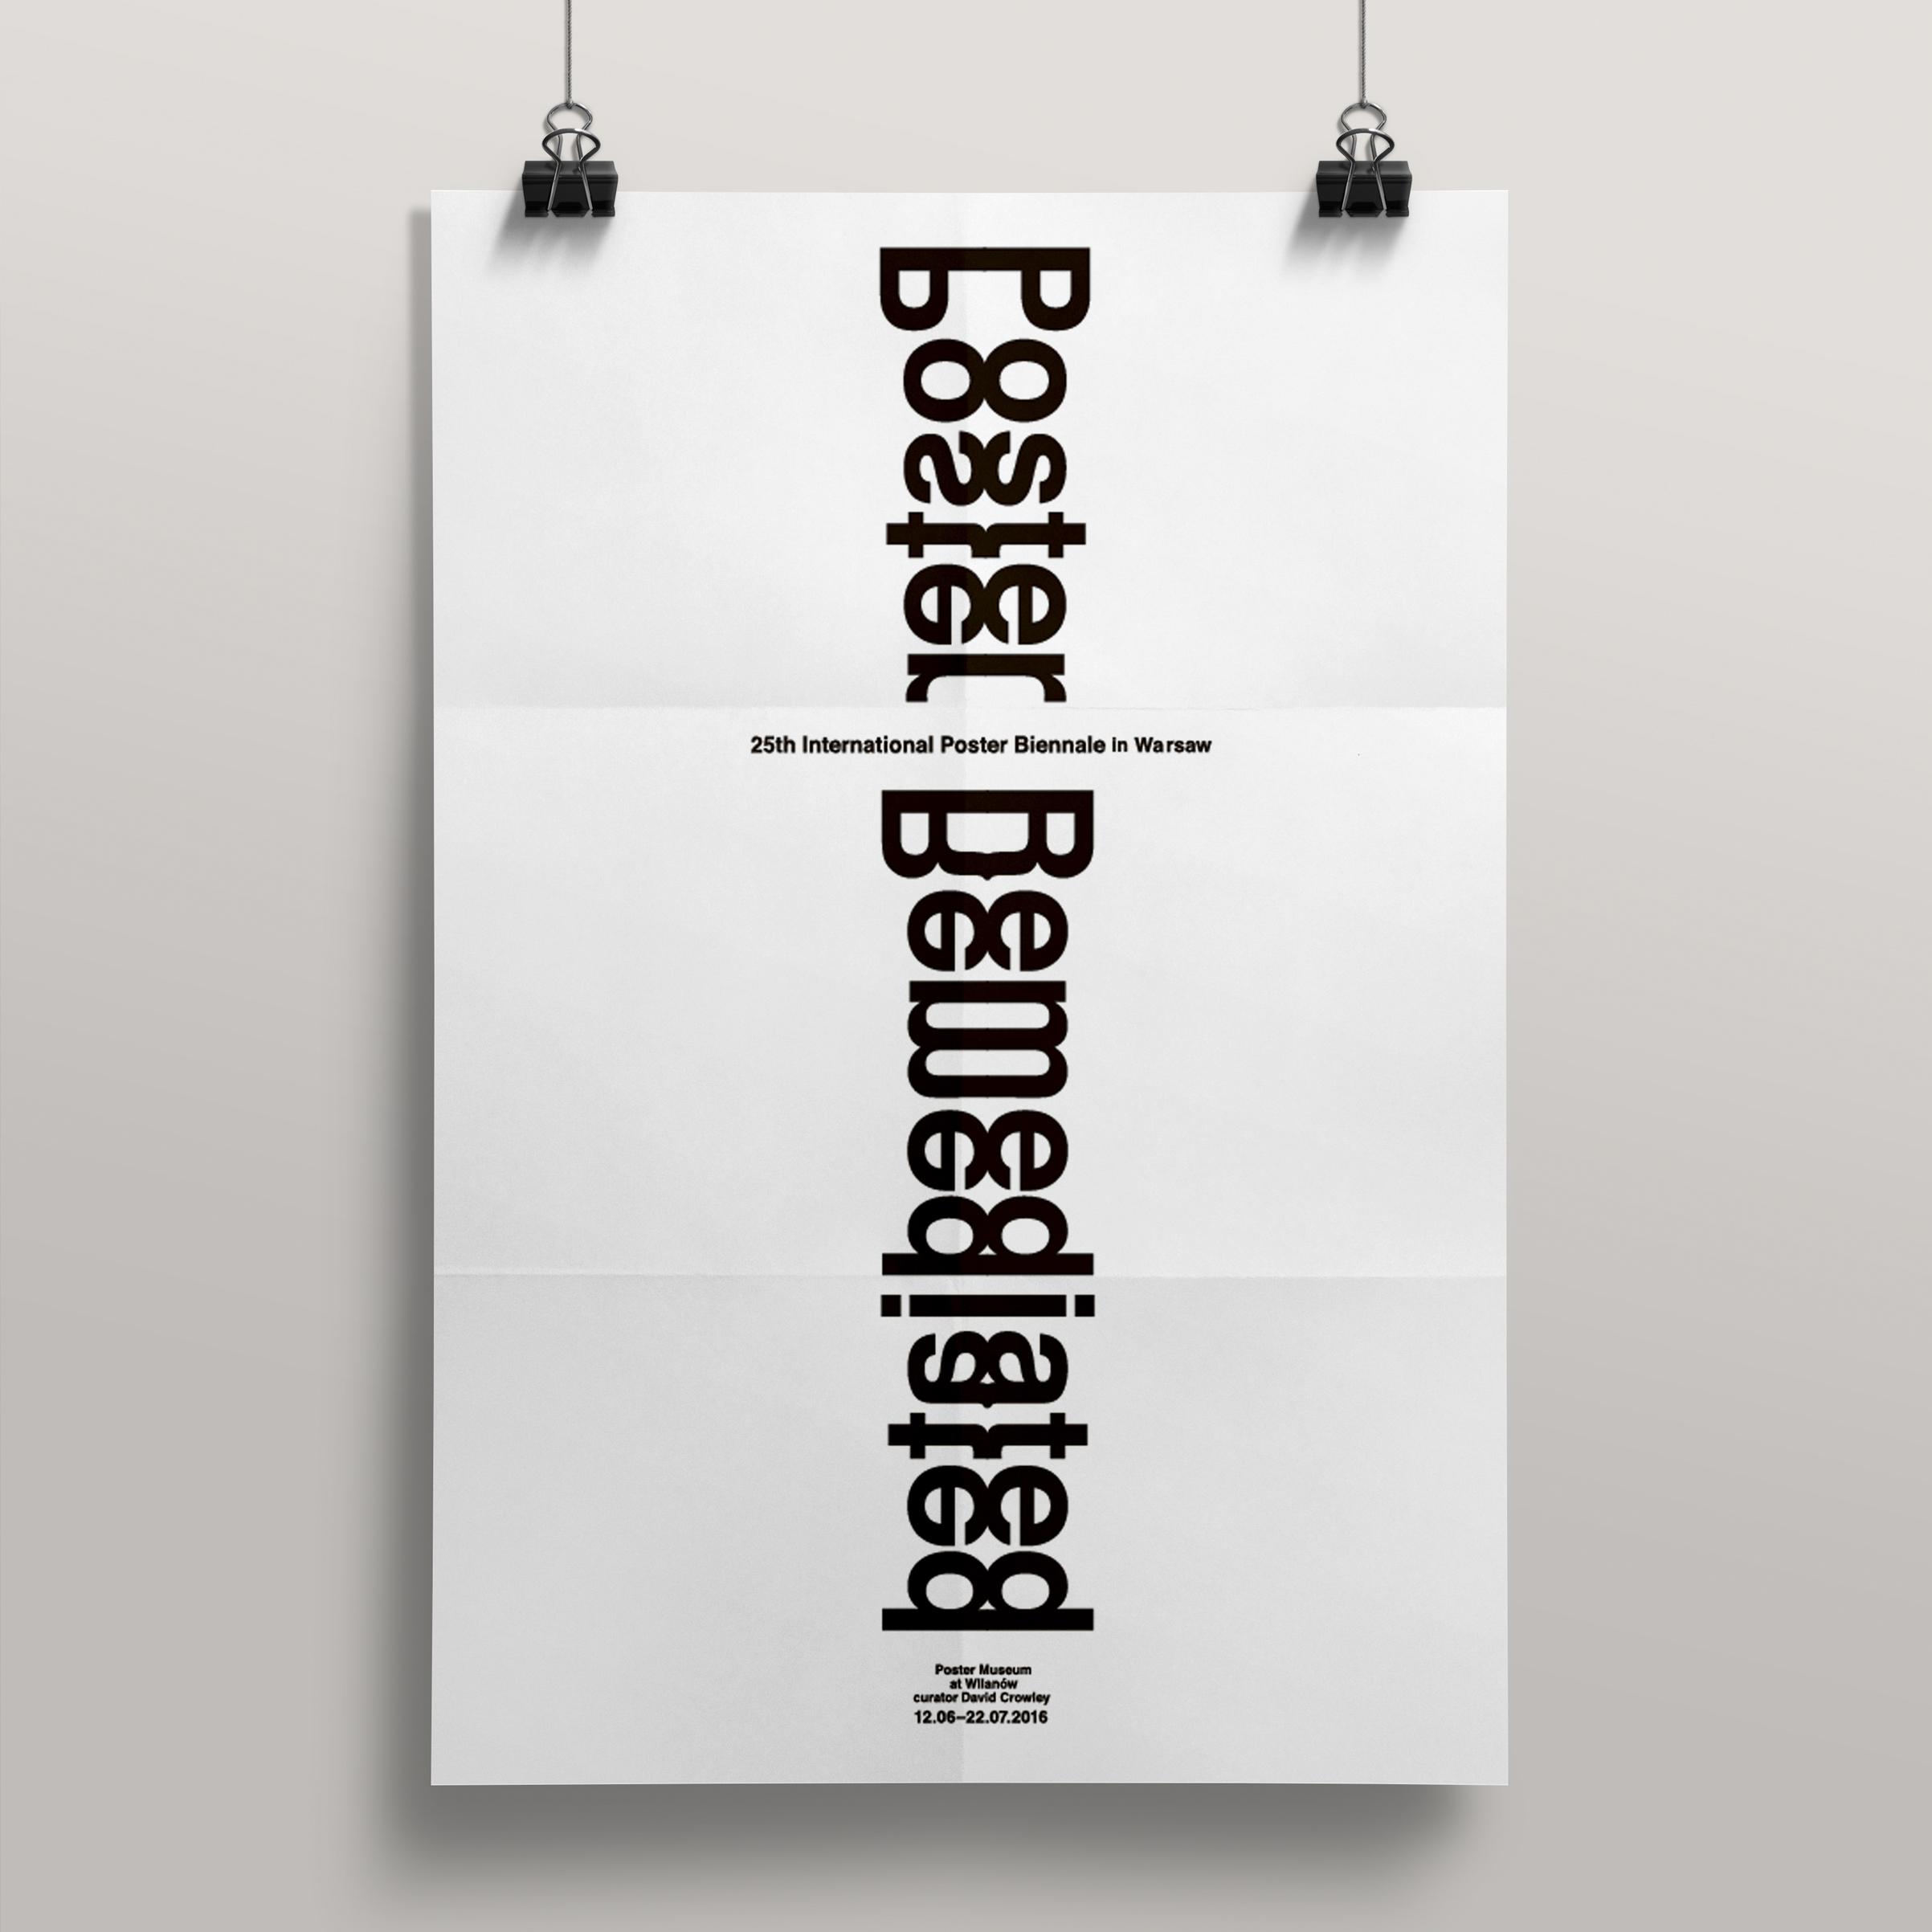 Poster
25th International Poster Biennale in Warsaw
Remediated
Poster Museum
at Wilanów
curator David Crowley
12.06–22.07.2016